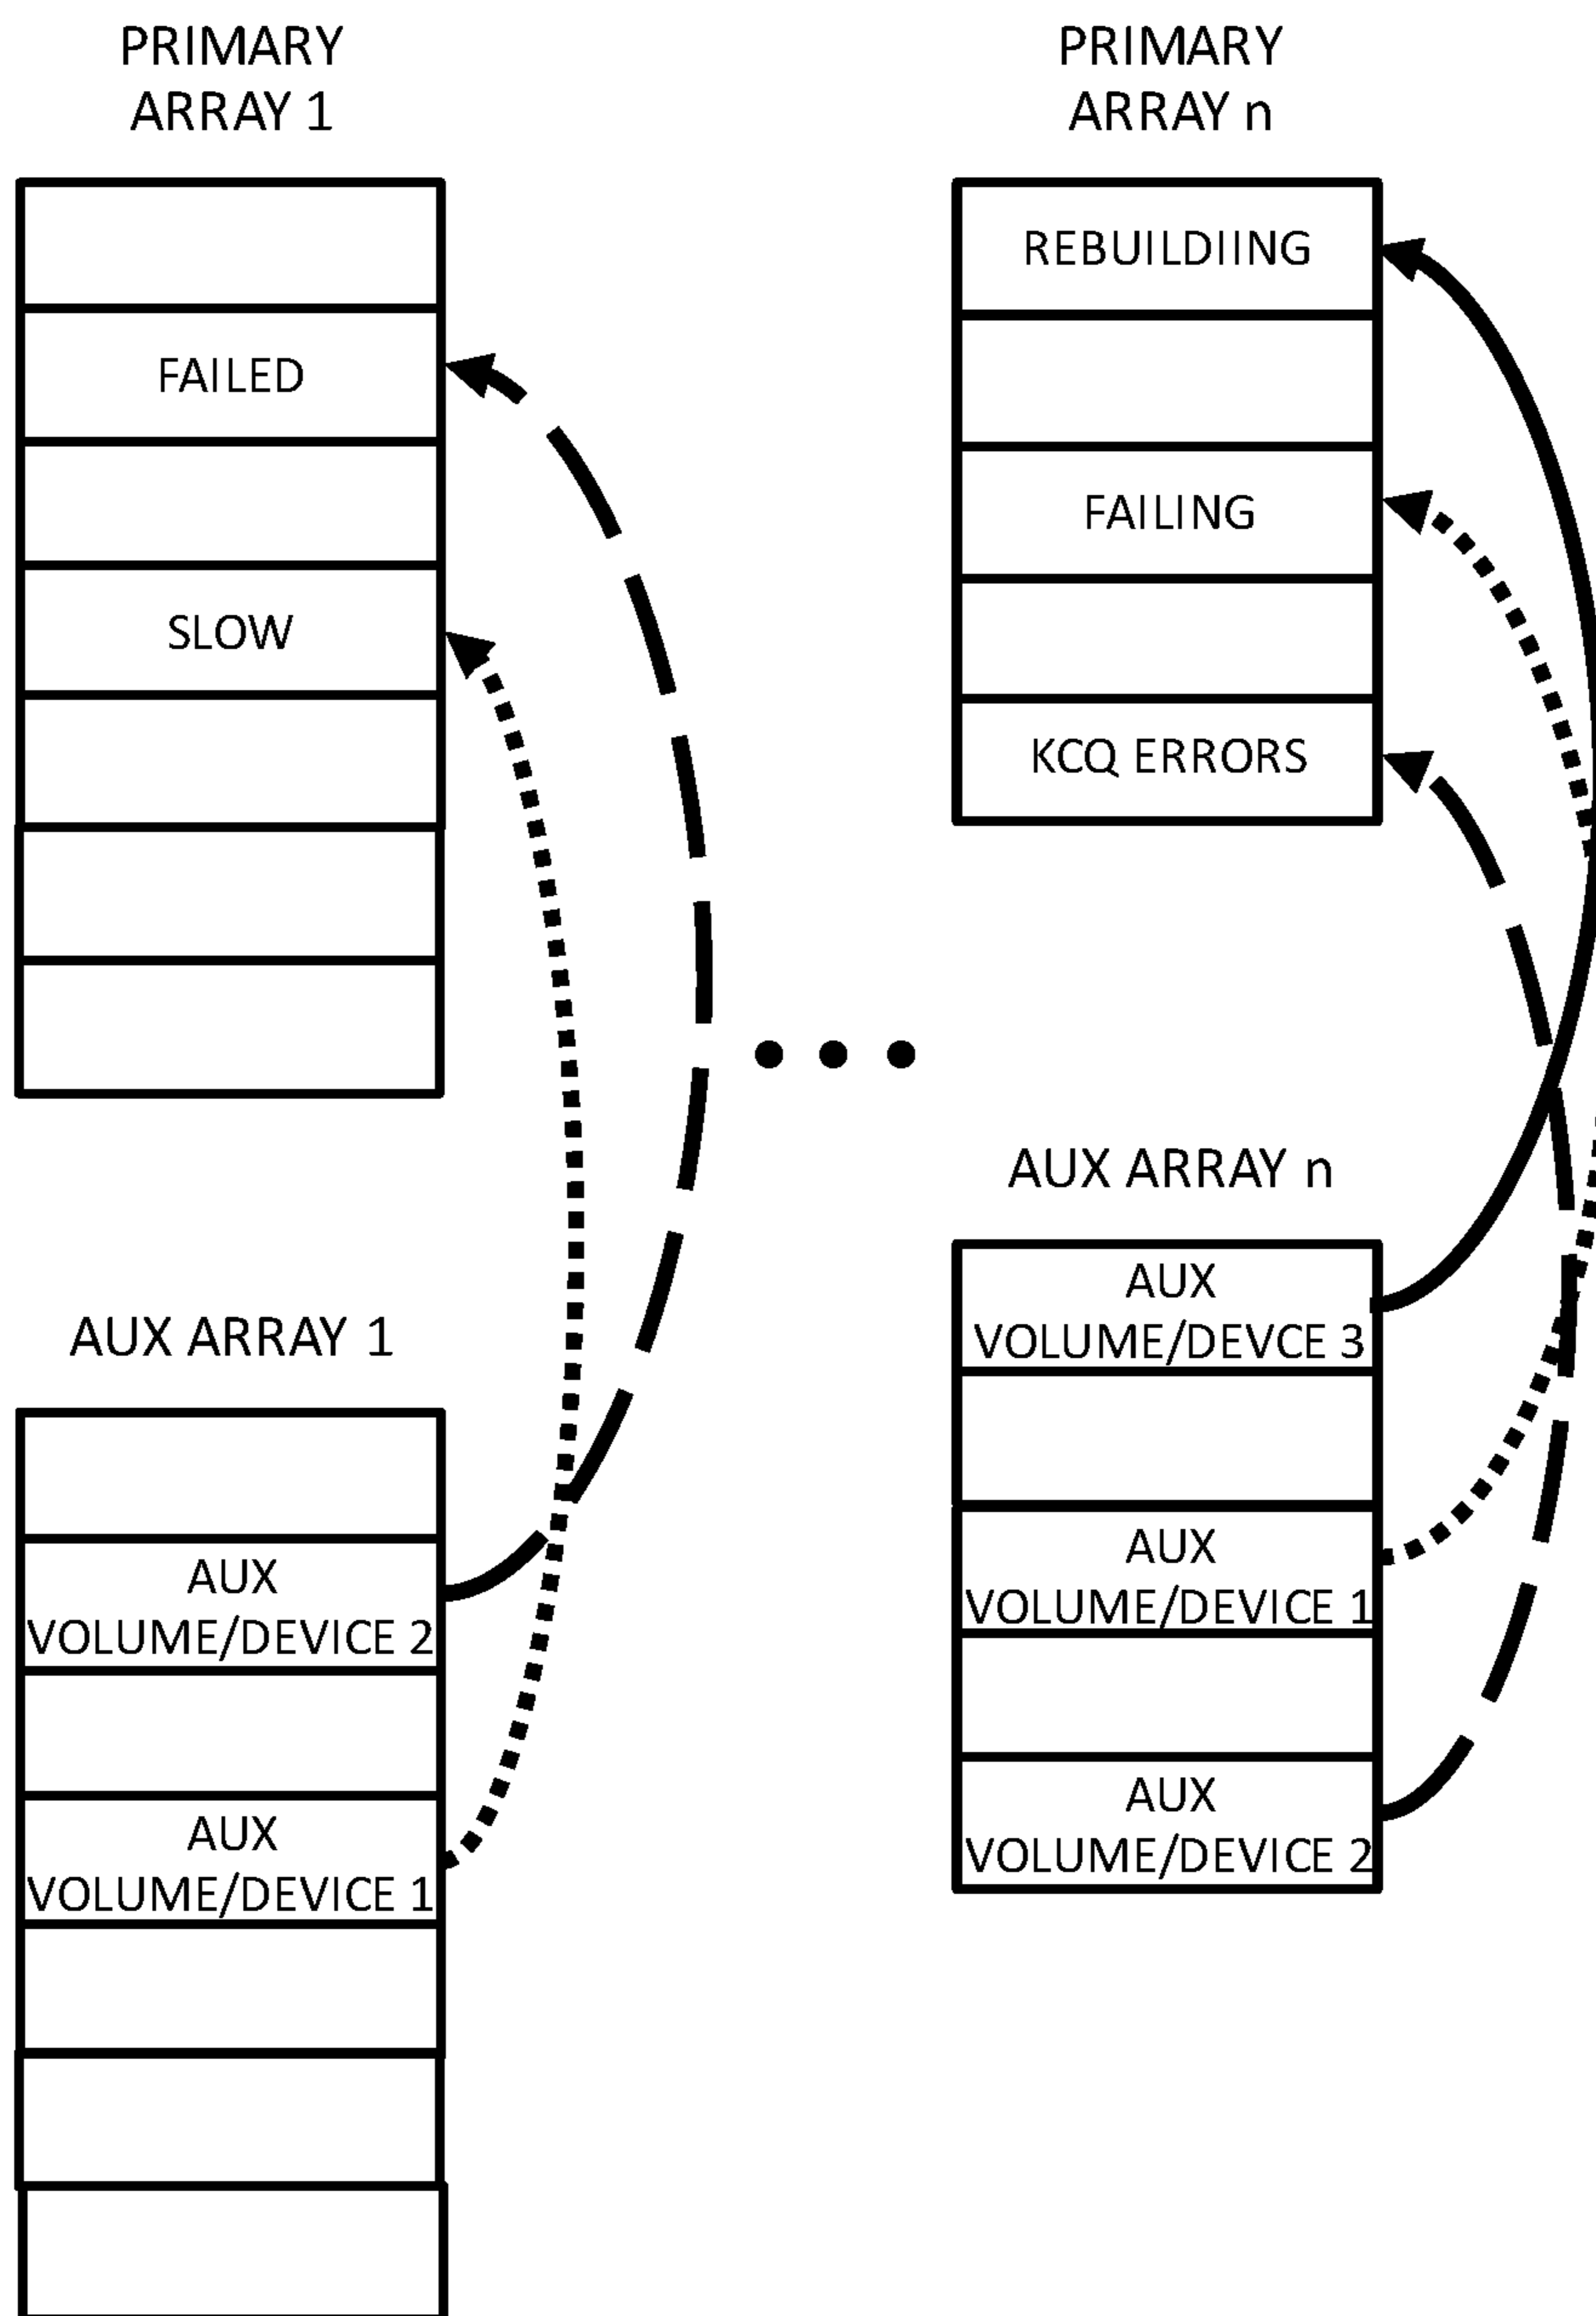 PRIMARY
ARRAY 1
FAILED
SLOW
AUX ARRAY 1
AUX
VOLUME/DEVICE 2
AUX
VOLUME/DEVICE 1
PRIMARY
ARRAY n
REBUILDIING
FAILING
KCQ ERRORS
AUX ARRAY n
AUX
VOLUME/DEVCE 3
AUX
VOLUME/DEVICE 1
AUX
VOLUME/DEVICE 2